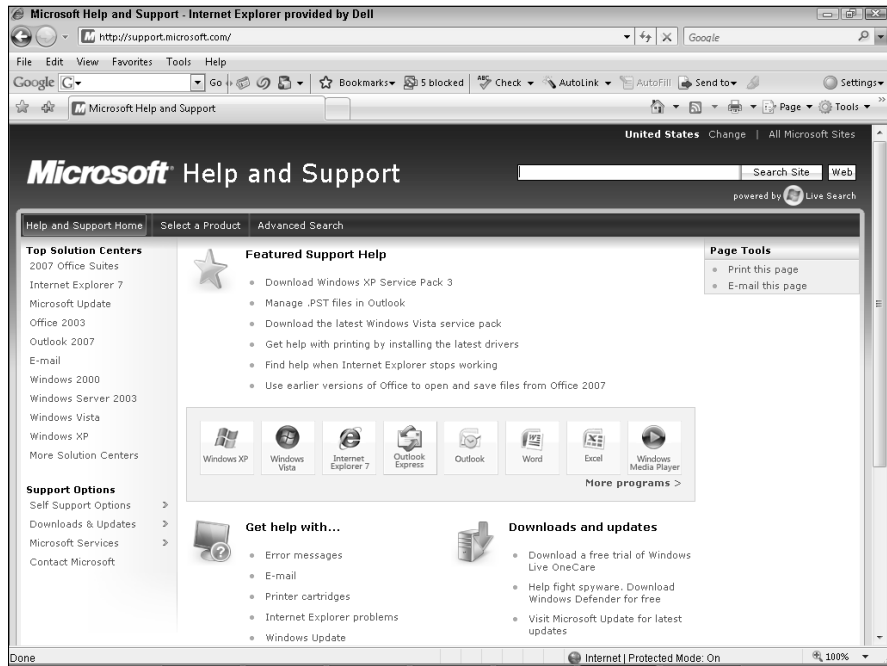 Microsoft Help and Support - Internet Explorer provided by Dell
http://support.microsoft.com/
Google
File Edit View Favorites Tools Help
Google G Go Bookmarks 5 blocked ABC Check AutoLink AutoFill Send to Settings
Microsoft Help and Support
Page Tools
United States Change | All Microsoft Sites
Microsoft Help and Support
Search Site Web
powered by Live Search
Help and Support Home Select a Product Advanced Search
Top Solution Centers
2007 Office Suites
Internet Explorer 7
Microsoft Update
Office 2003
Outlook 2007
E-mail
Windows 2000
Windows Server 2003
Windows Vista
Windows XP
More Solution Centers
Support Options
Self Support Options
Downloads & Updates
Microsoft Services
Contact Microsoft
Featured Support Help
Download Windows XP Service Pack 3
Manage .PST files in Outlook
Download the latest Windows Vista service pack
Get help with printing by installing the latest drivers
Find help when Internet Explorer stops working
Use earlier versions of Office to open and save files from Office 2007
Windows XP
Windows Vista
Internet Explorer 7
Outlook Express
Outlook
Word
Excel
Windows Media Player
More programs >
Get help with...
Error messages
E-mail
Printer cartridges
Internet Explorer problems
Windows Update
Downloads and updates
Download a free trial of Windows
Live OneCare
Help fight spyware. Download
Windows Defender for free
Visit Microsoft Update for latest
updates
Page Tools
Print this page
E-mail this page
Done
Internet | Protected Mode: On
100%